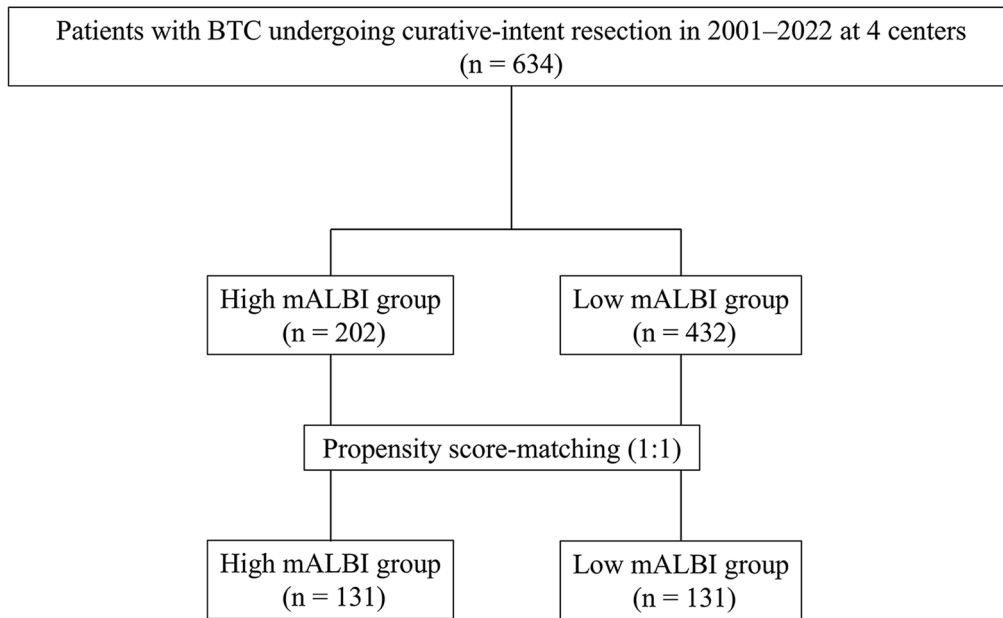 Patients with BTC undergoing curative-intent resection in 2001–2022 at 4 centers
(n = 634)
High mALBI group
(n = 202)
Low mALBI group
(n = 432)
Propensity score-matching (1:1)
High mALBI group
(n = 131)
Low mALBI group
(n = 131)